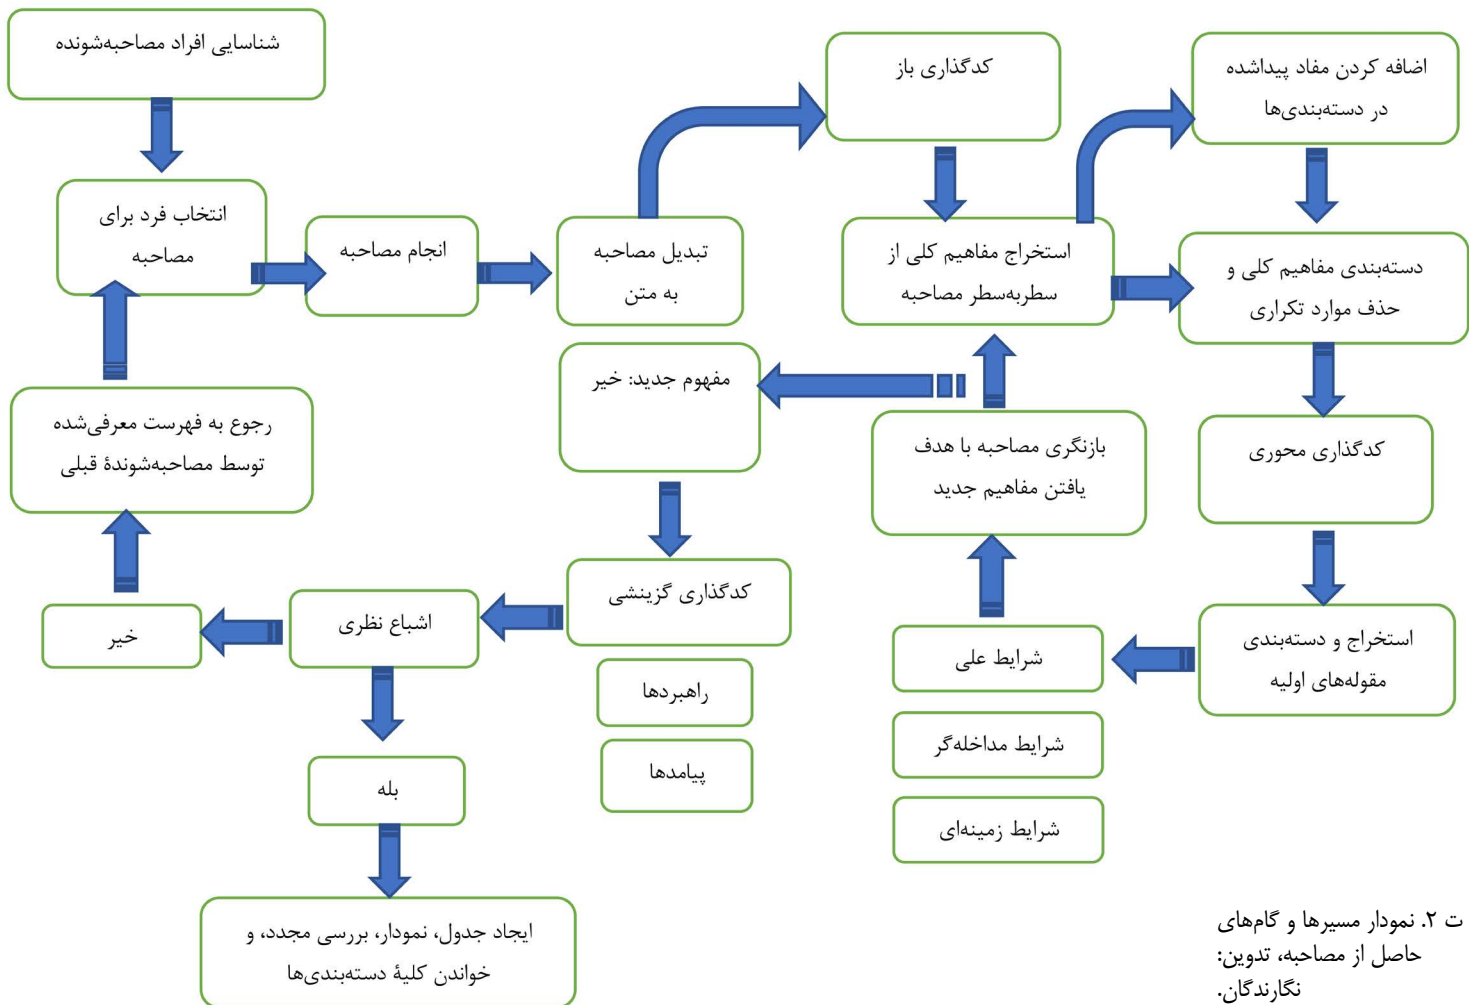 شناسایی افراد مصاحبه‌شونده
انتخاب فرد برای
مصاحبه
انجام مصاحبه
تبدیل مصاحبه
به متن
کدگذاری باز
استخراج مفاهیم کلی از
سطربه‌سطر مصاحبه
اضافه کردن مفاد پیداشده
در دسته‌بندی‌ها
دسته‌بندی مفاهیم کلی و
حذف موارد تکراری
کدگذاری محوری
استخراج و دسته‌بندی
مقوله‌های اولیه
شرایط علی
شرایط مداخله‌گر
شرایط زمینه‌ای
بازنگری مصاحبه با هدف
یافتن مفاهیم جدید
مفهوم جدید: خیر
کدگذاری گزینشی
راهبردها
پیامدها
اشباع نظری
خیر
رجوع به فهرست معرفی‌شده
توسط مصاحبه‌شوندهٔ قبلی
بله
ایجاد جدول، نمودار، بررسی مجدد، و
خواندن کلیهٔ دسته‌بندی‌ها
ت ۲. نمودار مسیرها و گام‌های
حاصل از مصاحبه، تدوین:
نگارندگان.